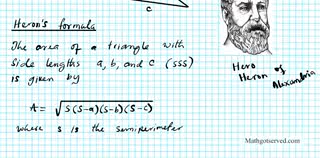 c
Heron's formula
The area of a triangle with
side lengths a, b, and c (SSS)
is given by
A = √s(s-a)(s-b)(s-c)
where s is the semiperimeter
Hero
Heron of
Alexandria
Mathgotserved.com